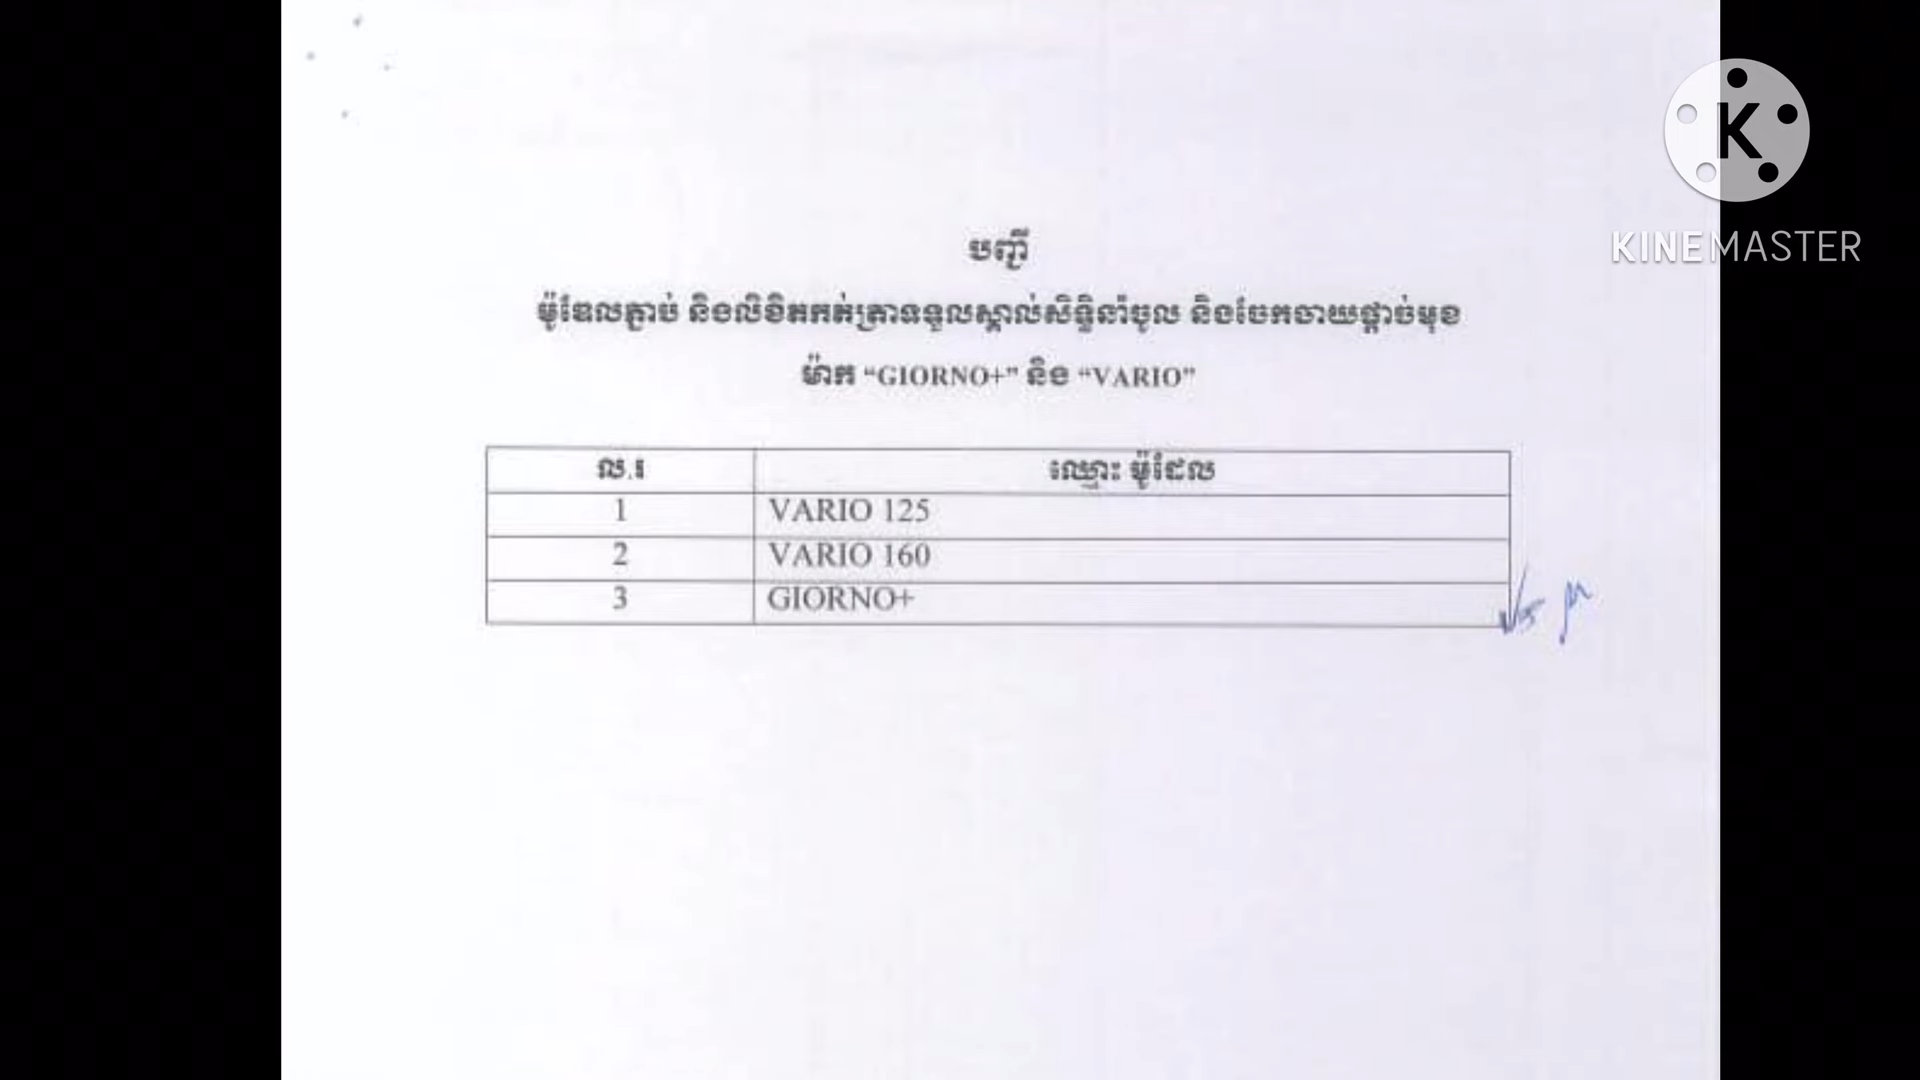 បញ្ជី
ម៉ូឌែលភ្ជាប់ និងលិខិតកត់ត្រាទទួលស្គាល់សិទ្ធិនាំចូល និងចែកចាយផ្តាច់មុខ
ម៉ាក “GIORNO+” និង “VARIO”
ល.រ ឈ្មោះ ម៉ូដែល
1 VARIO 125
2 VARIO 160
3 GIORNO+
K
KINEMASTER